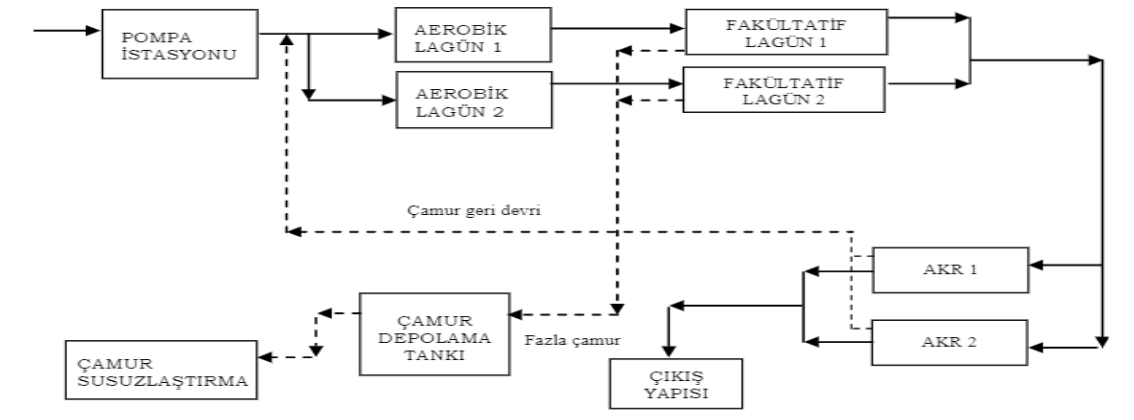 POMPA
İSTASYONU
AEROBİK
LAGÜN 1
FAKÜLTATİF
LAGÜN 1
AEROBİK
LAGÜN 2
FAKÜLTATİF
LAGÜN 2
Çamur geri devri
AKR 1
AKR 2
ÇAMUR
DEPOLAMA
TANKI
Fazla çamur
ÇAMUR
SUSUZLAŞTIRMA
ÇIKIŞ
YAPISI